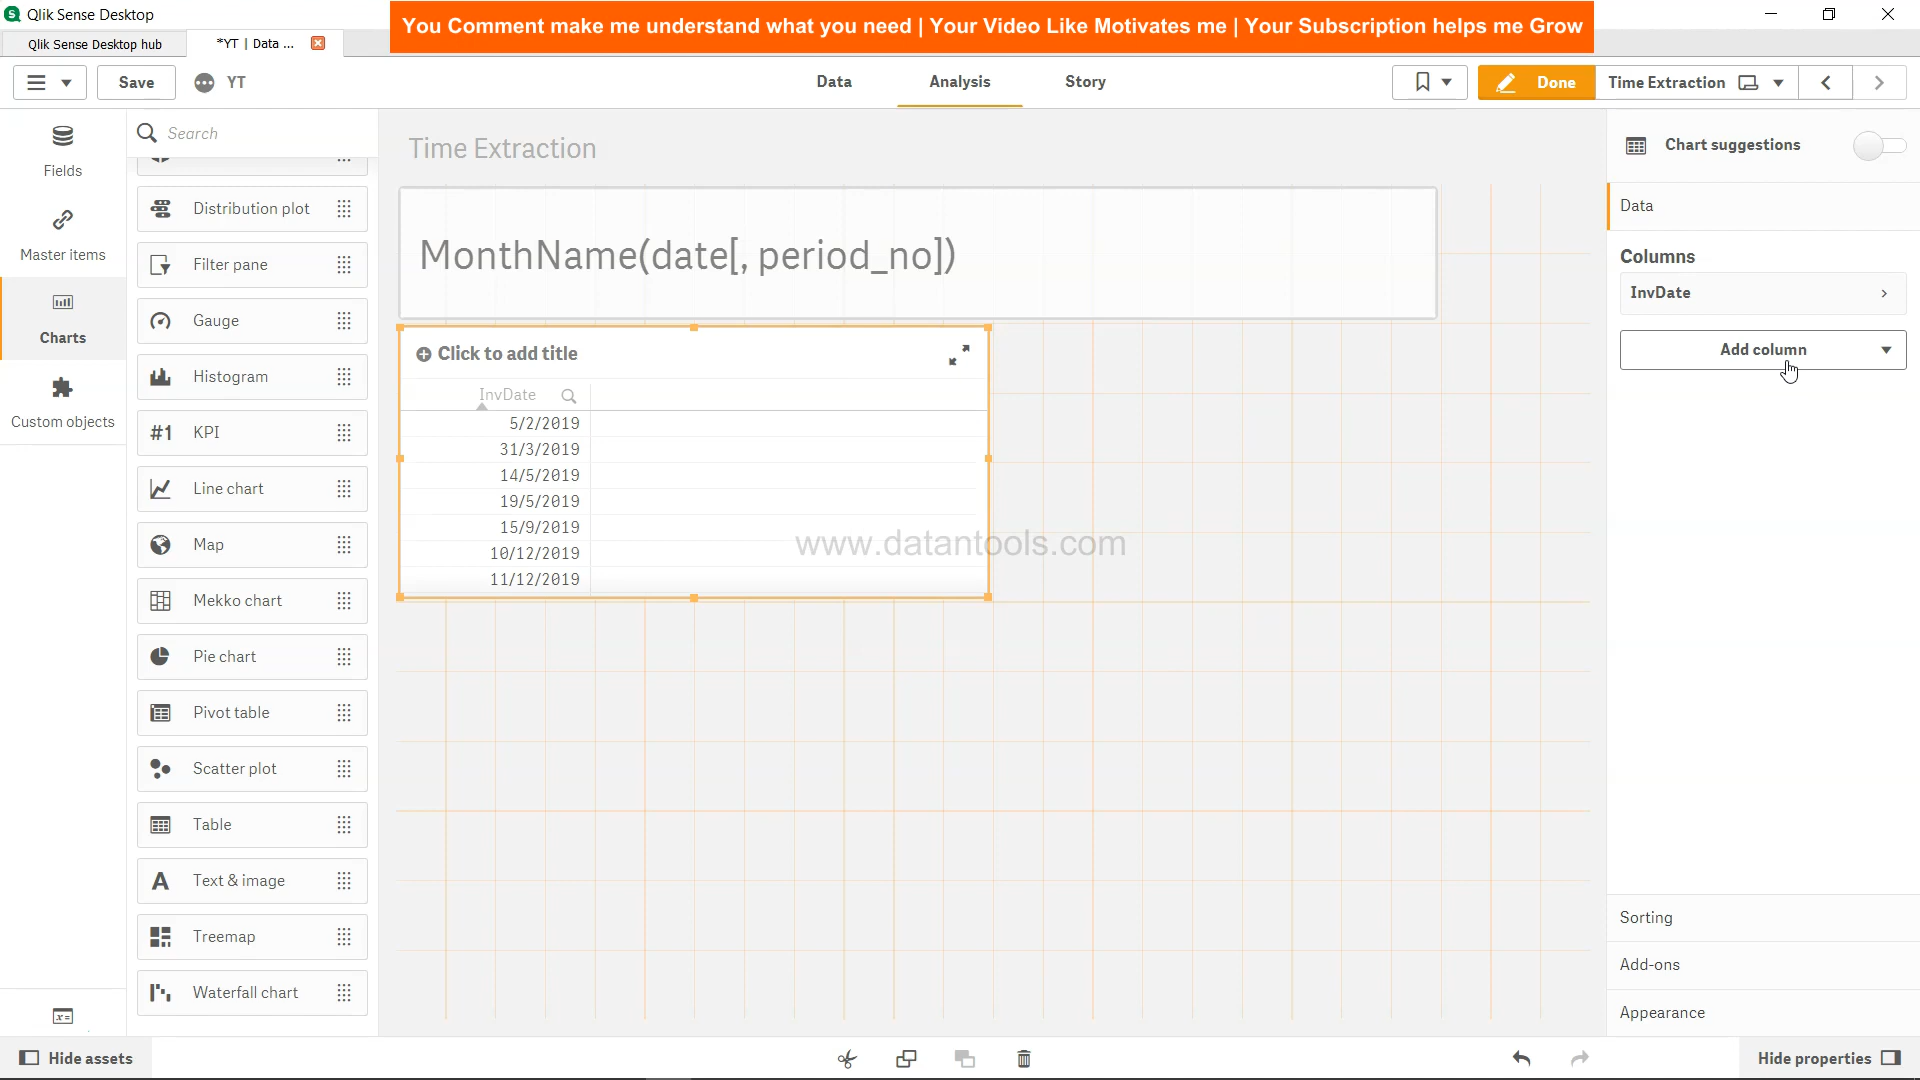 Qlik Sense Desktop
You Comment make me understand what you need | Your Video Like Motivates me | Your Subscription helps me Grow
Qlik Sense Desktop hub
*YT | Data ...
Save
YT
Data
Analysis
Story
Done
Time Extraction
Fields
Master items
Charts
Custom objects
Search
Distribution plot
Filter pane
Gauge
Histogram
#1 KPI
Line chart
Map
Mekko chart
Pie chart
Pivot table
Scatter plot
Table
A Text & image
Treemap
Waterfall chart
Time Extraction
MonthName(date[, period_no])
Click to add title
InvDate
5/2/2019
31/3/2019
14/5/2019
19/5/2019
15/9/2019
10/12/2019
11/12/2019
www.datantools.com
Chart suggestions
Data
Columns
InvDate
Add column
Sorting
Add-ons
Appearance
Hide assets
Hide properties